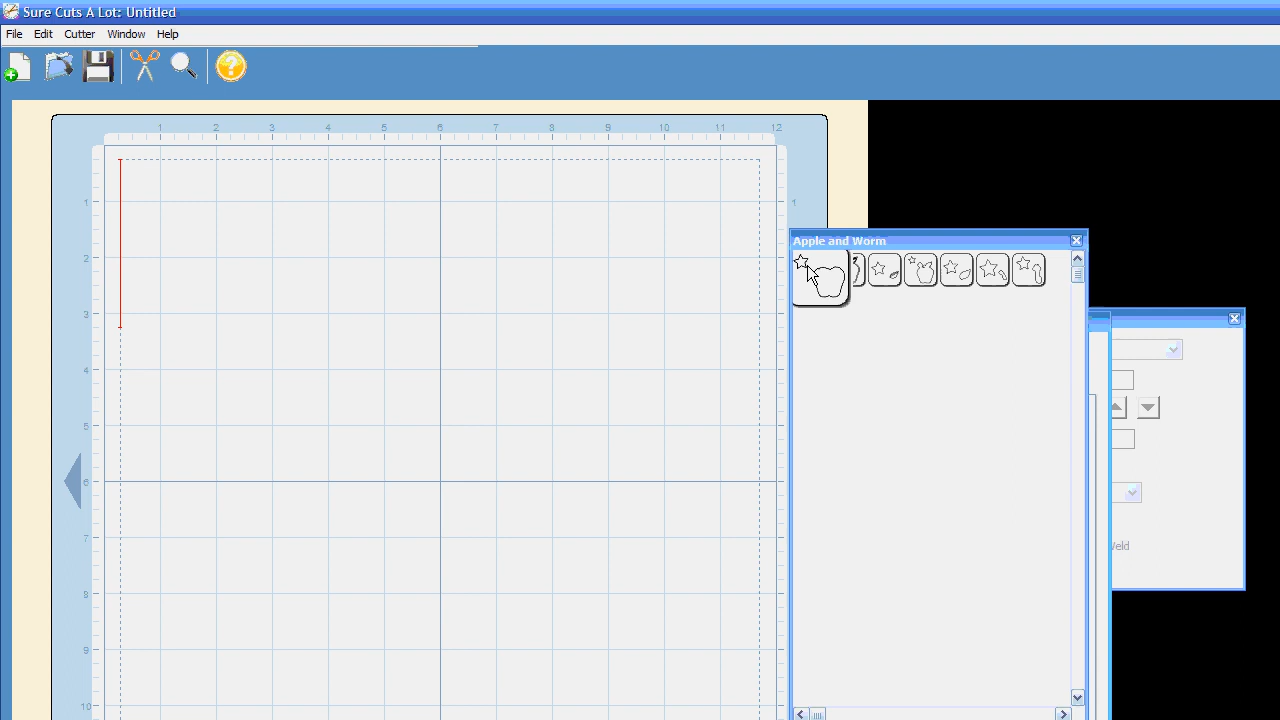 Sure Cuts A Lot: Untitled
File Edit Cutter Window Help
1 2 3 4 5 6 7 8 9 10 11 12
1 1
2
3
4
5
6
7
8
9
10
Apple and Worm
Weld